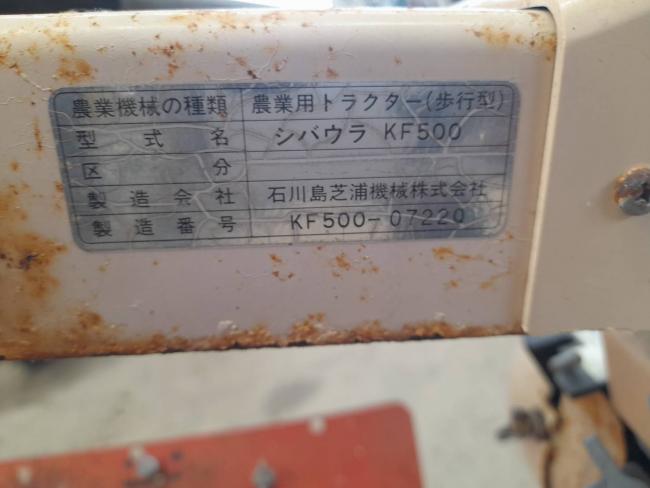 農業機械の種類 農業用トラクター(歩行型)
型式名 シバウラ KF500
区分
製造会社 石川島芝浦機械株式会社
製造番号 KF500-07220